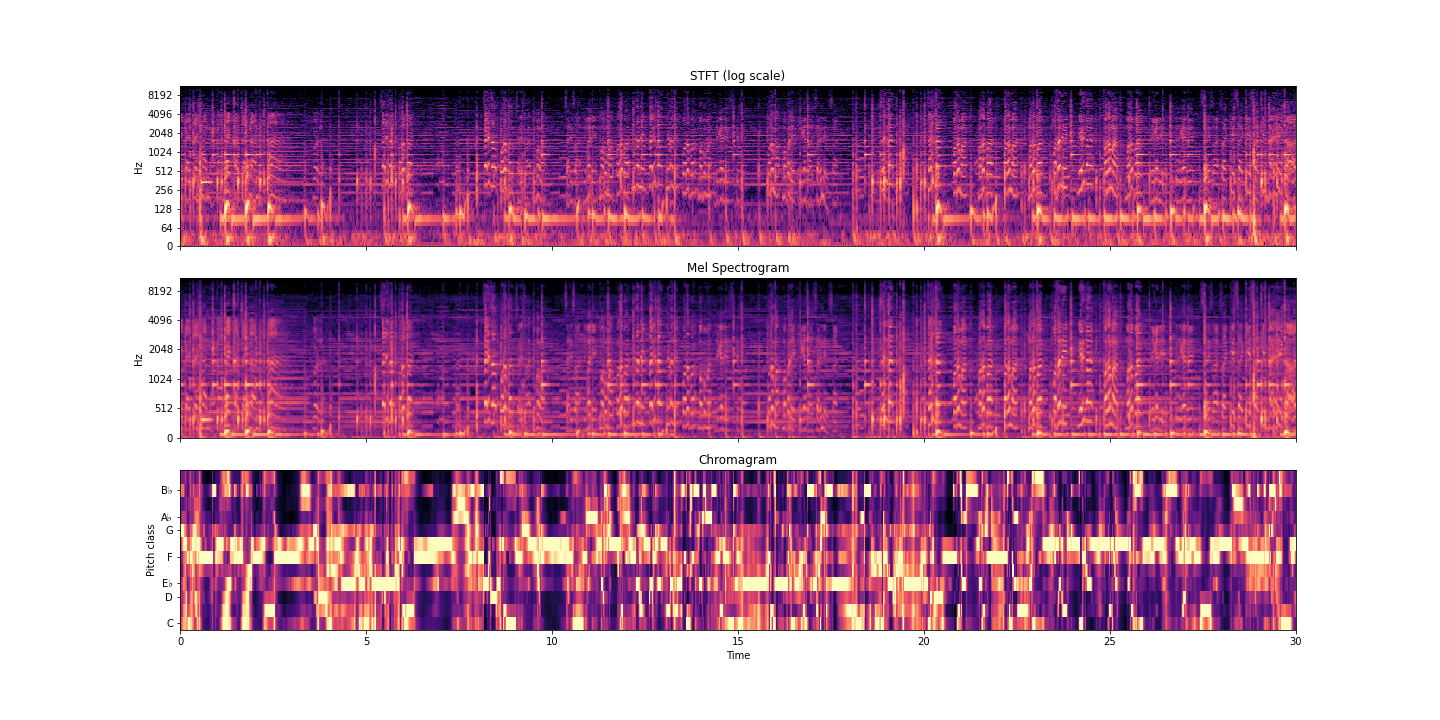 STFT (log scale)
8192
4096
2048
1024
512
256
128
64
0
Hz
Mel Spectrogram
8192
4096
2048
1024
512
0
Hz
Chromagram
B♭
A♭
G
F
E♭
D
C
Pitch class
0 5 10 15 20 25 30
Time